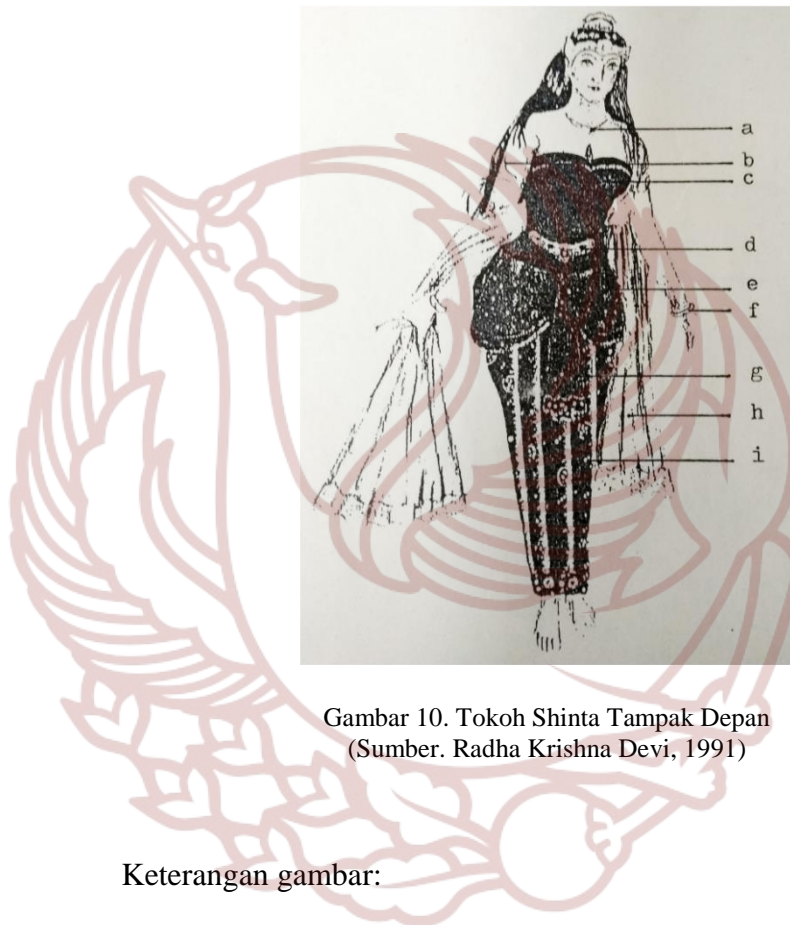 a
b
c
d
e
f
g
h
i
Gambar 10. Tokoh Shinta Tampak Depan
(Sumber. Radha Krishna Devi, 1991)
Keterangan gambar: